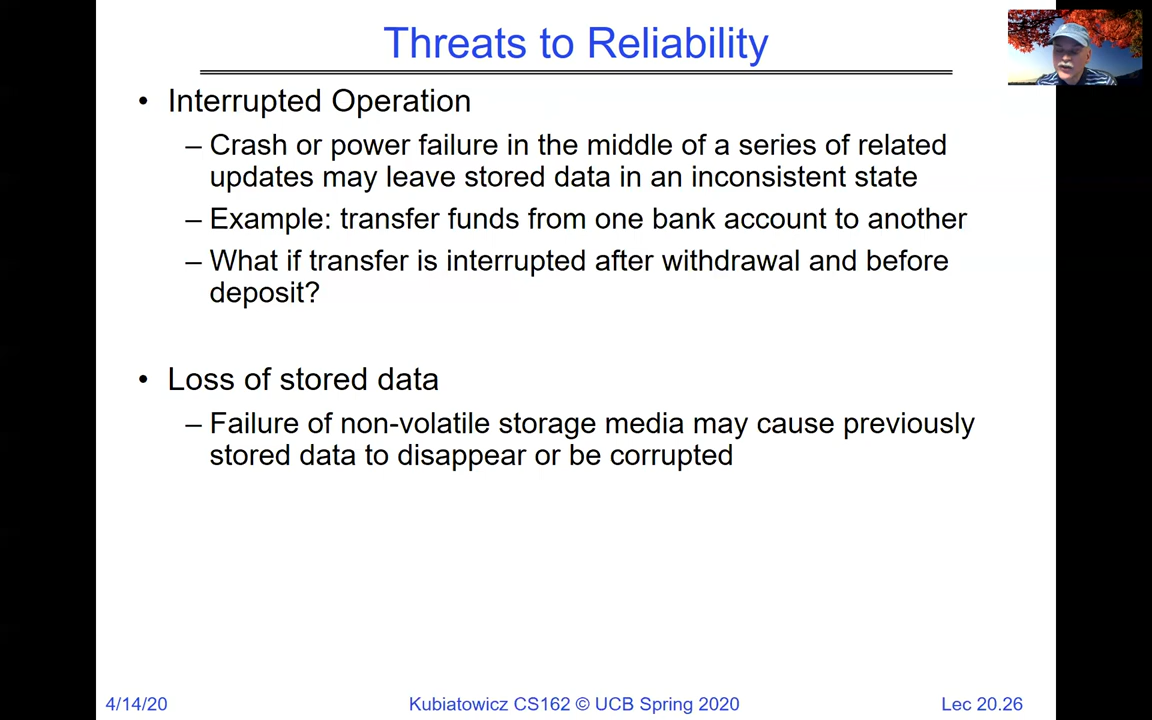 Threats to Reliability
• Interrupted Operation
– Crash or power failure in the middle of a series of related
updates may leave stored data in an inconsistent state
– Example: transfer funds from one bank account to another
– What if transfer is interrupted after withdrawal and before
deposit?
• Loss of stored data
– Failure of non-volatile storage media may cause previously
stored data to disappear or be corrupted
4/14/20
Kubiatowicz CS162 © UCB Spring 2020
Lec 20.26